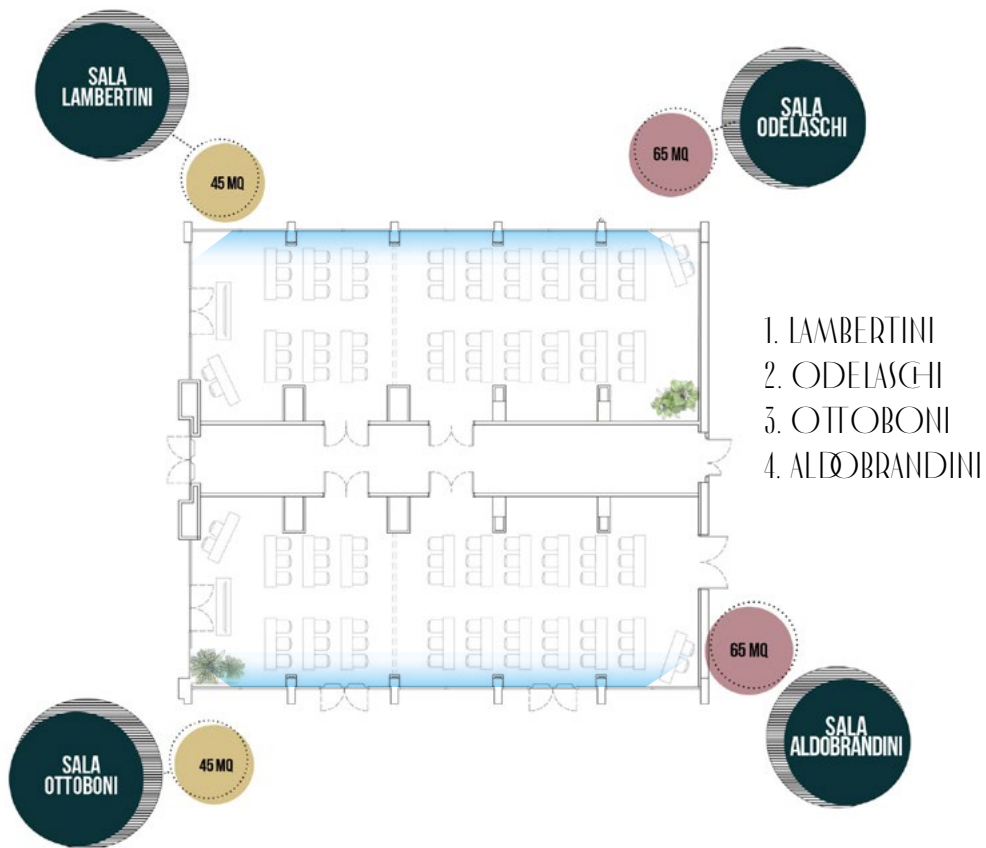 SALA
LAMBERTINI
45 MQ
SALA
ODELASCHI
65 MQ
1. LAMBERTINI
2. ODELASCHI
3. OTTOBONI
4. ALDOBRANDINI
65 MQ
SALA
ALDOBRANDINI
45 MQ
SALA
OTTOBONI